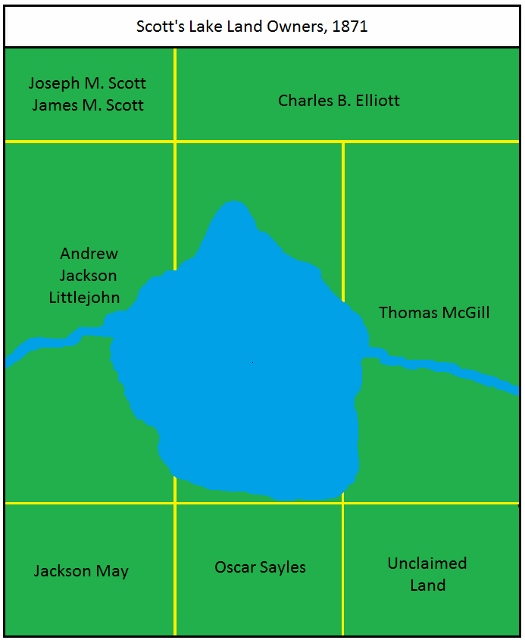 Scott's Lake Land Owners, 1871
Joseph M. Scott
James M. Scott
Charles B. Elliott
Andrew
Jackson
Littlejohn
Thomas McGill
Jackson May
Oscar Sayles
Unclaimed
Land